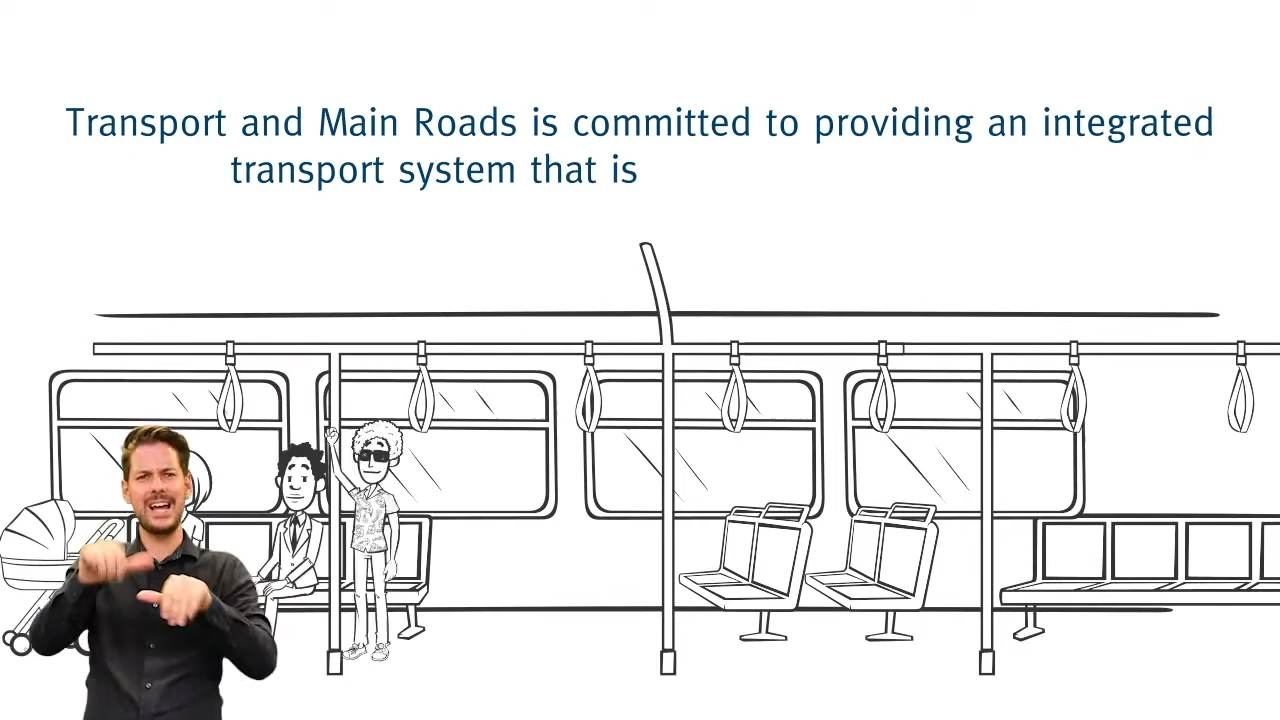 Transport and Main Roads is committed to providing an integrated
transport system that is